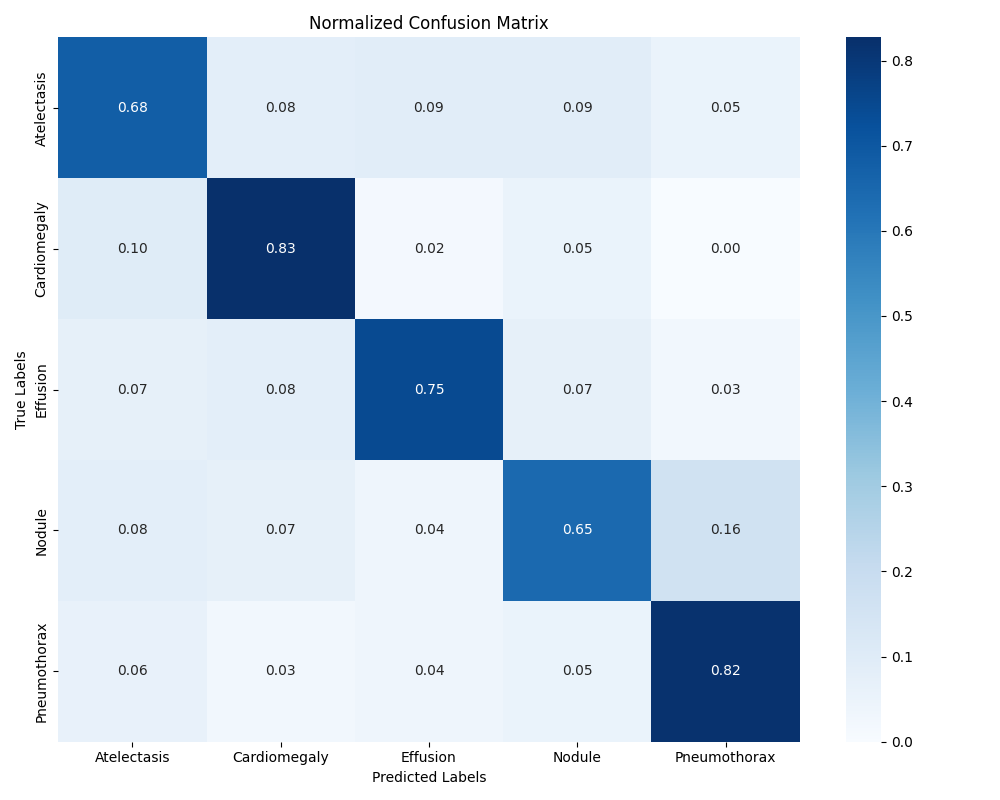 Normalized Confusion Matrix
True Labels
Atelectasis 0.68 0.08 0.09 0.09 0.05
Cardiomegaly 0.10 0.83 0.02 0.05 0.00
Effusion 0.07 0.08 0.75 0.07 0.03
Nodule 0.08 0.07 0.04 0.65 0.16
Pneumothorax 0.06 0.03 0.04 0.05 0.82
Atelectasis Cardiomegaly Effusion Nodule Pneumothorax
Predicted Labels
0.8
0.7
0.6
0.5
0.4
0.3
0.2
0.1
0.0